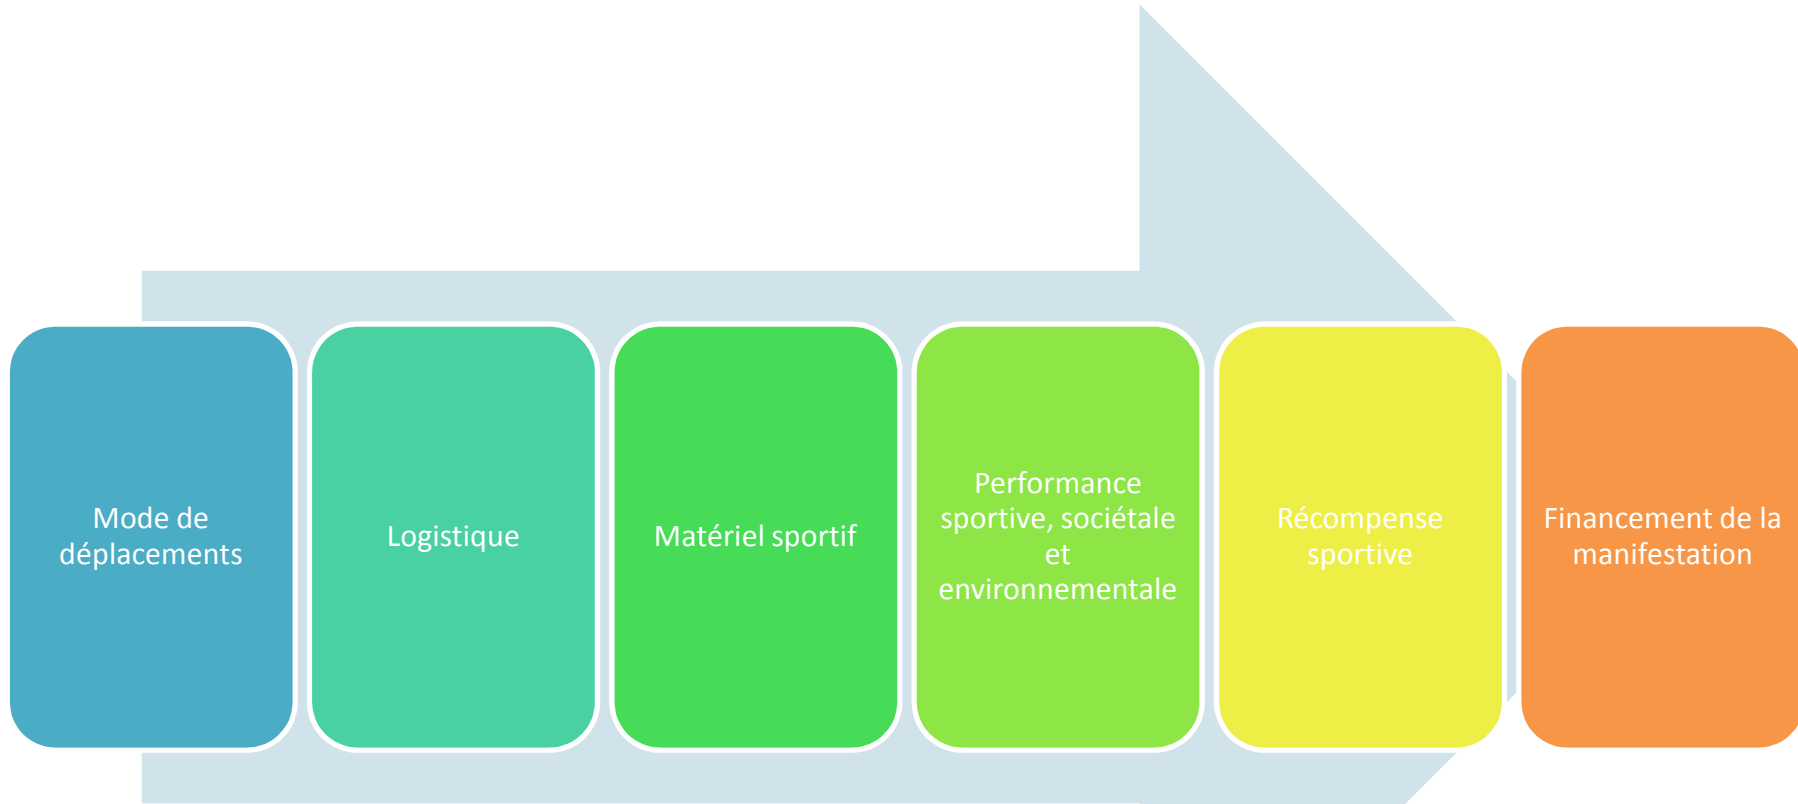 Mode de
déplacements
Logistique
Matériel sportif
Performance
sportive, sociétale
et
environnementale
Récompense
sportive
Financement de la
manifestation